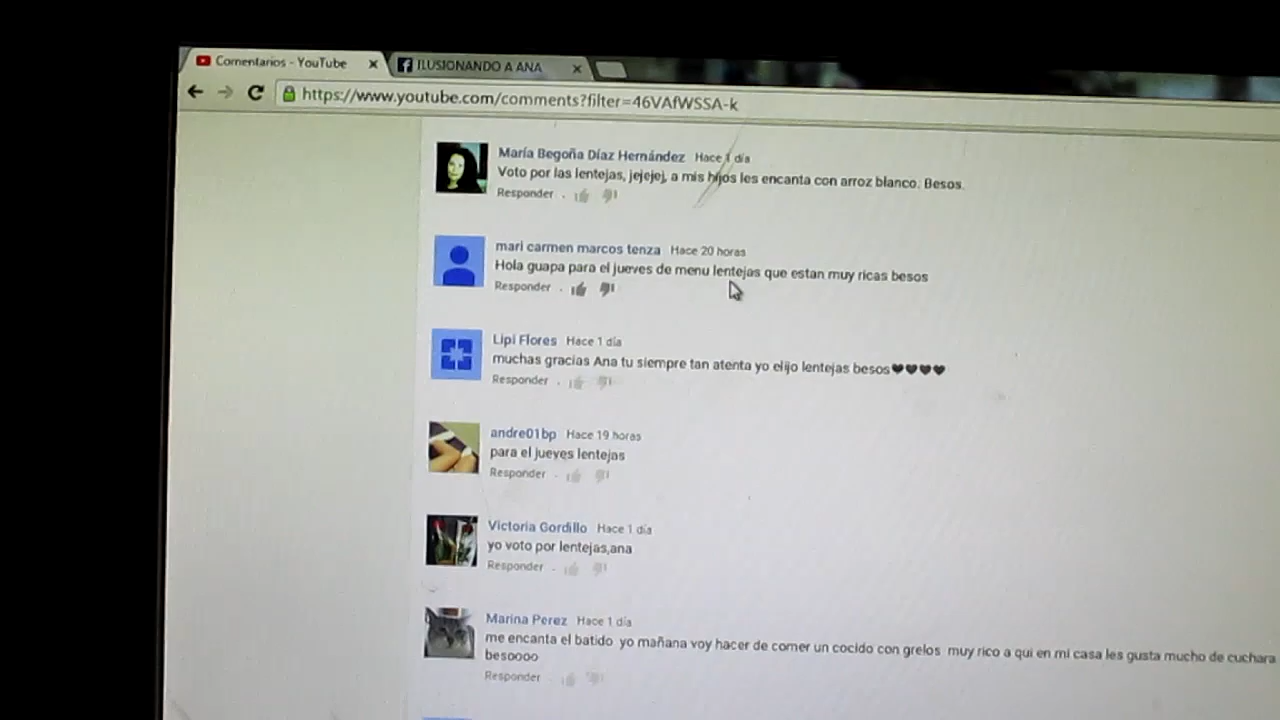 Comentarios - YouTube
ILUSIONANDO A ANA
https://www.youtube.com/comments?filter=46VAfWSSA-k
María Begoña Díaz Hernández Hace 1 día
Voto por las lentejas, jejejej, a mis hijos les encanta con arroz blanco. Besos.
Responder .
mari carmen marcos tenza Hace 20 horas
Hola guapa para el jueves de menu lentejas que estan muy ricas besos
Responder .
Lipi Flores Hace 1 día
muchas gracias Ana tu siempre tan atenta yo elijo lentejas besos♥♥♥♥
Responder .
andre01bp Hace 19 horas
para el jueves lentejas
Responder .
Victoria Gordillo Hace 1 día
yo voto por lentejas,ana
Responder .
Marina Perez Hace 1 día
me encanta el batido yo mañana voy hacer de comer un cocido con grelos muy rico a qui en mi casa les gusta mucho de cuchara
besoooo
Responder .